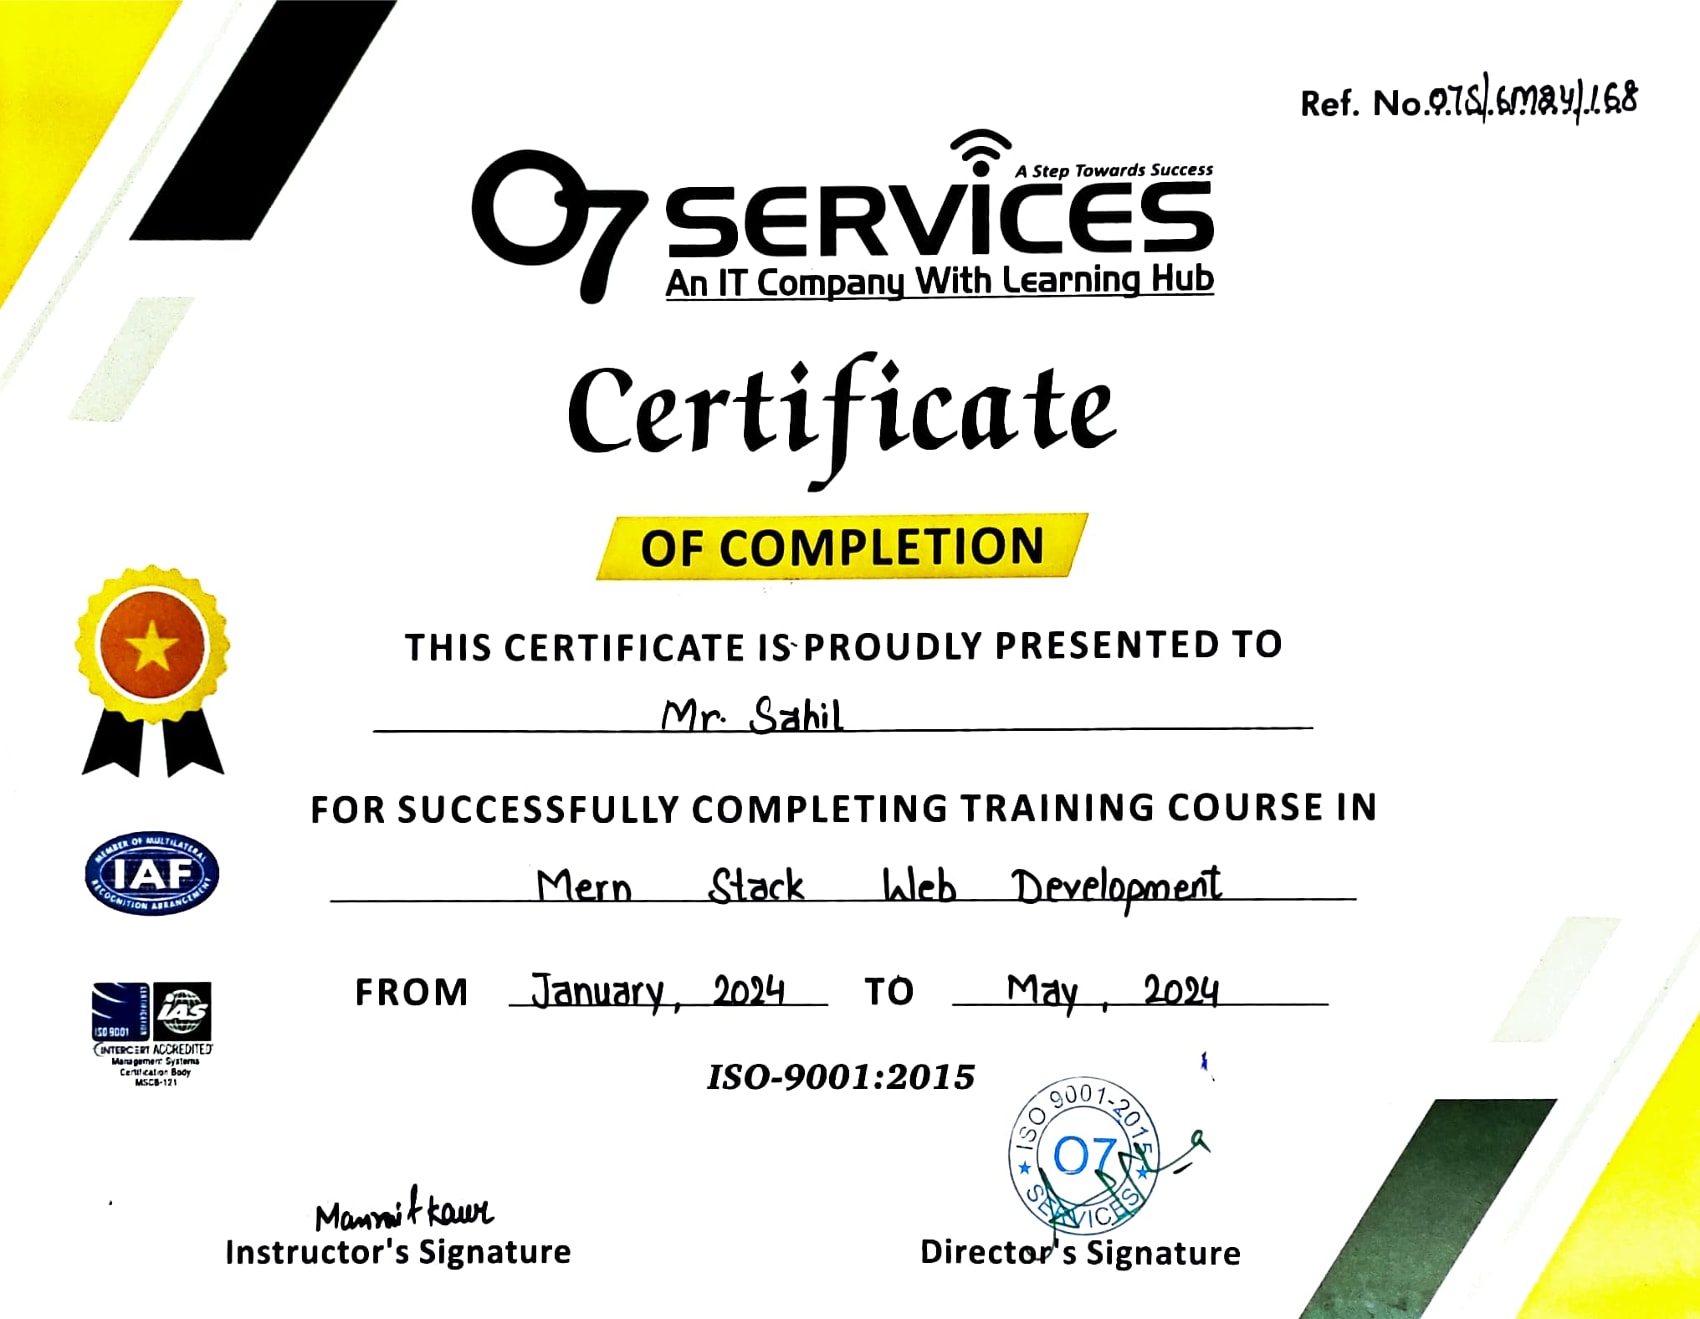 Ref. No.O7S/6May/168
A Step Towards Success
O7 SERVICES
An IT Company With Learning Hub
Certificate
OF COMPLETION
THIS CERTIFICATE IS PROUDLY PRESENTED TO
Mr. Sahil
FOR SUCCESSFULLY COMPLETING TRAINING COURSE IN
MEMBER OF MULTILATERAL
IAF
RECOGNITION ARRANGEMENT
Mern Stack Web Development
FROM January, 2024 TO May, 2024
ISO 9001
CERTIFICATION
iAS
INTERCERT ACCREDITED
Management Systems
Certification Body
MSCB-121
ISO-9001:2015
ISO 9001-2015
O7
SERVICES
Manmit kaur
Instructor's Signature
Director's Signature